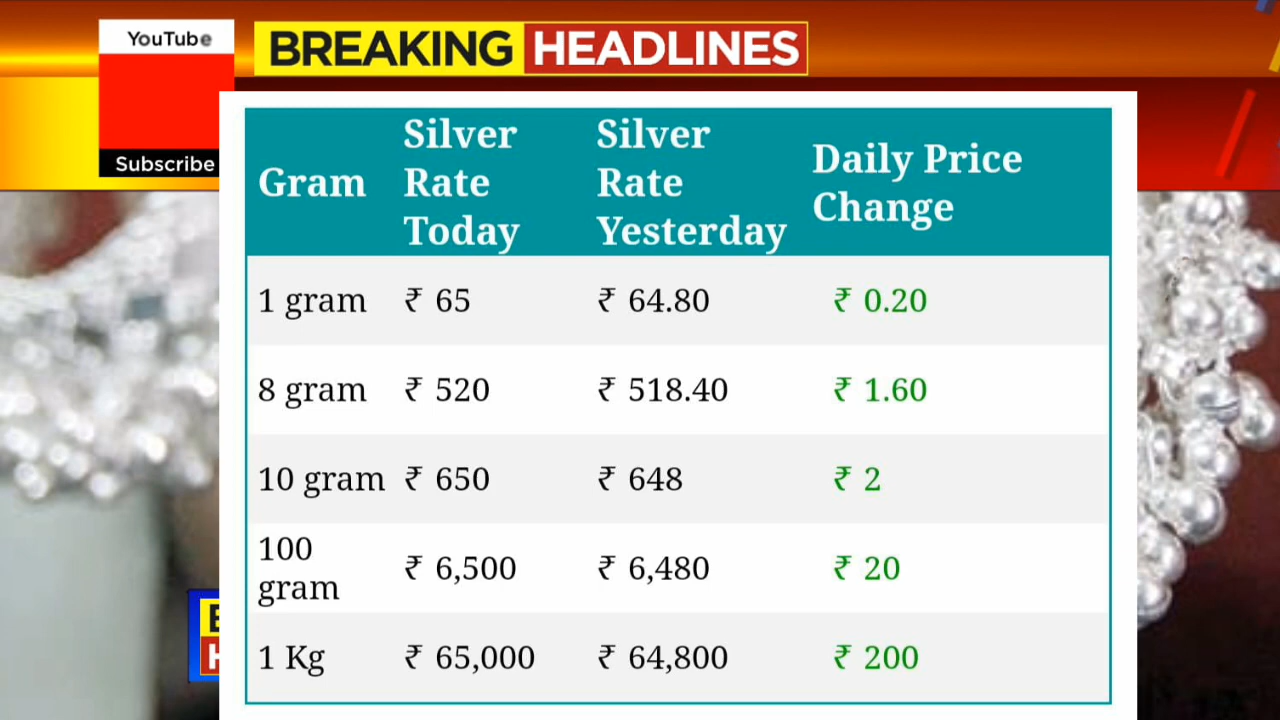 YouTube
BREAKING HEADLINES
Subscribe
Gram Silver Rate Today Silver Rate Yesterday Daily Price Change
1 gram ₹ 65 ₹ 64.80 ₹ 0.20
8 gram ₹ 520 ₹ 518.40 ₹ 1.60
10 gram ₹ 650 ₹ 648 ₹ 2
100 gram ₹ 6,500 ₹ 6,480 ₹ 20
1 Kg ₹ 65,000 ₹ 64,800 ₹ 200